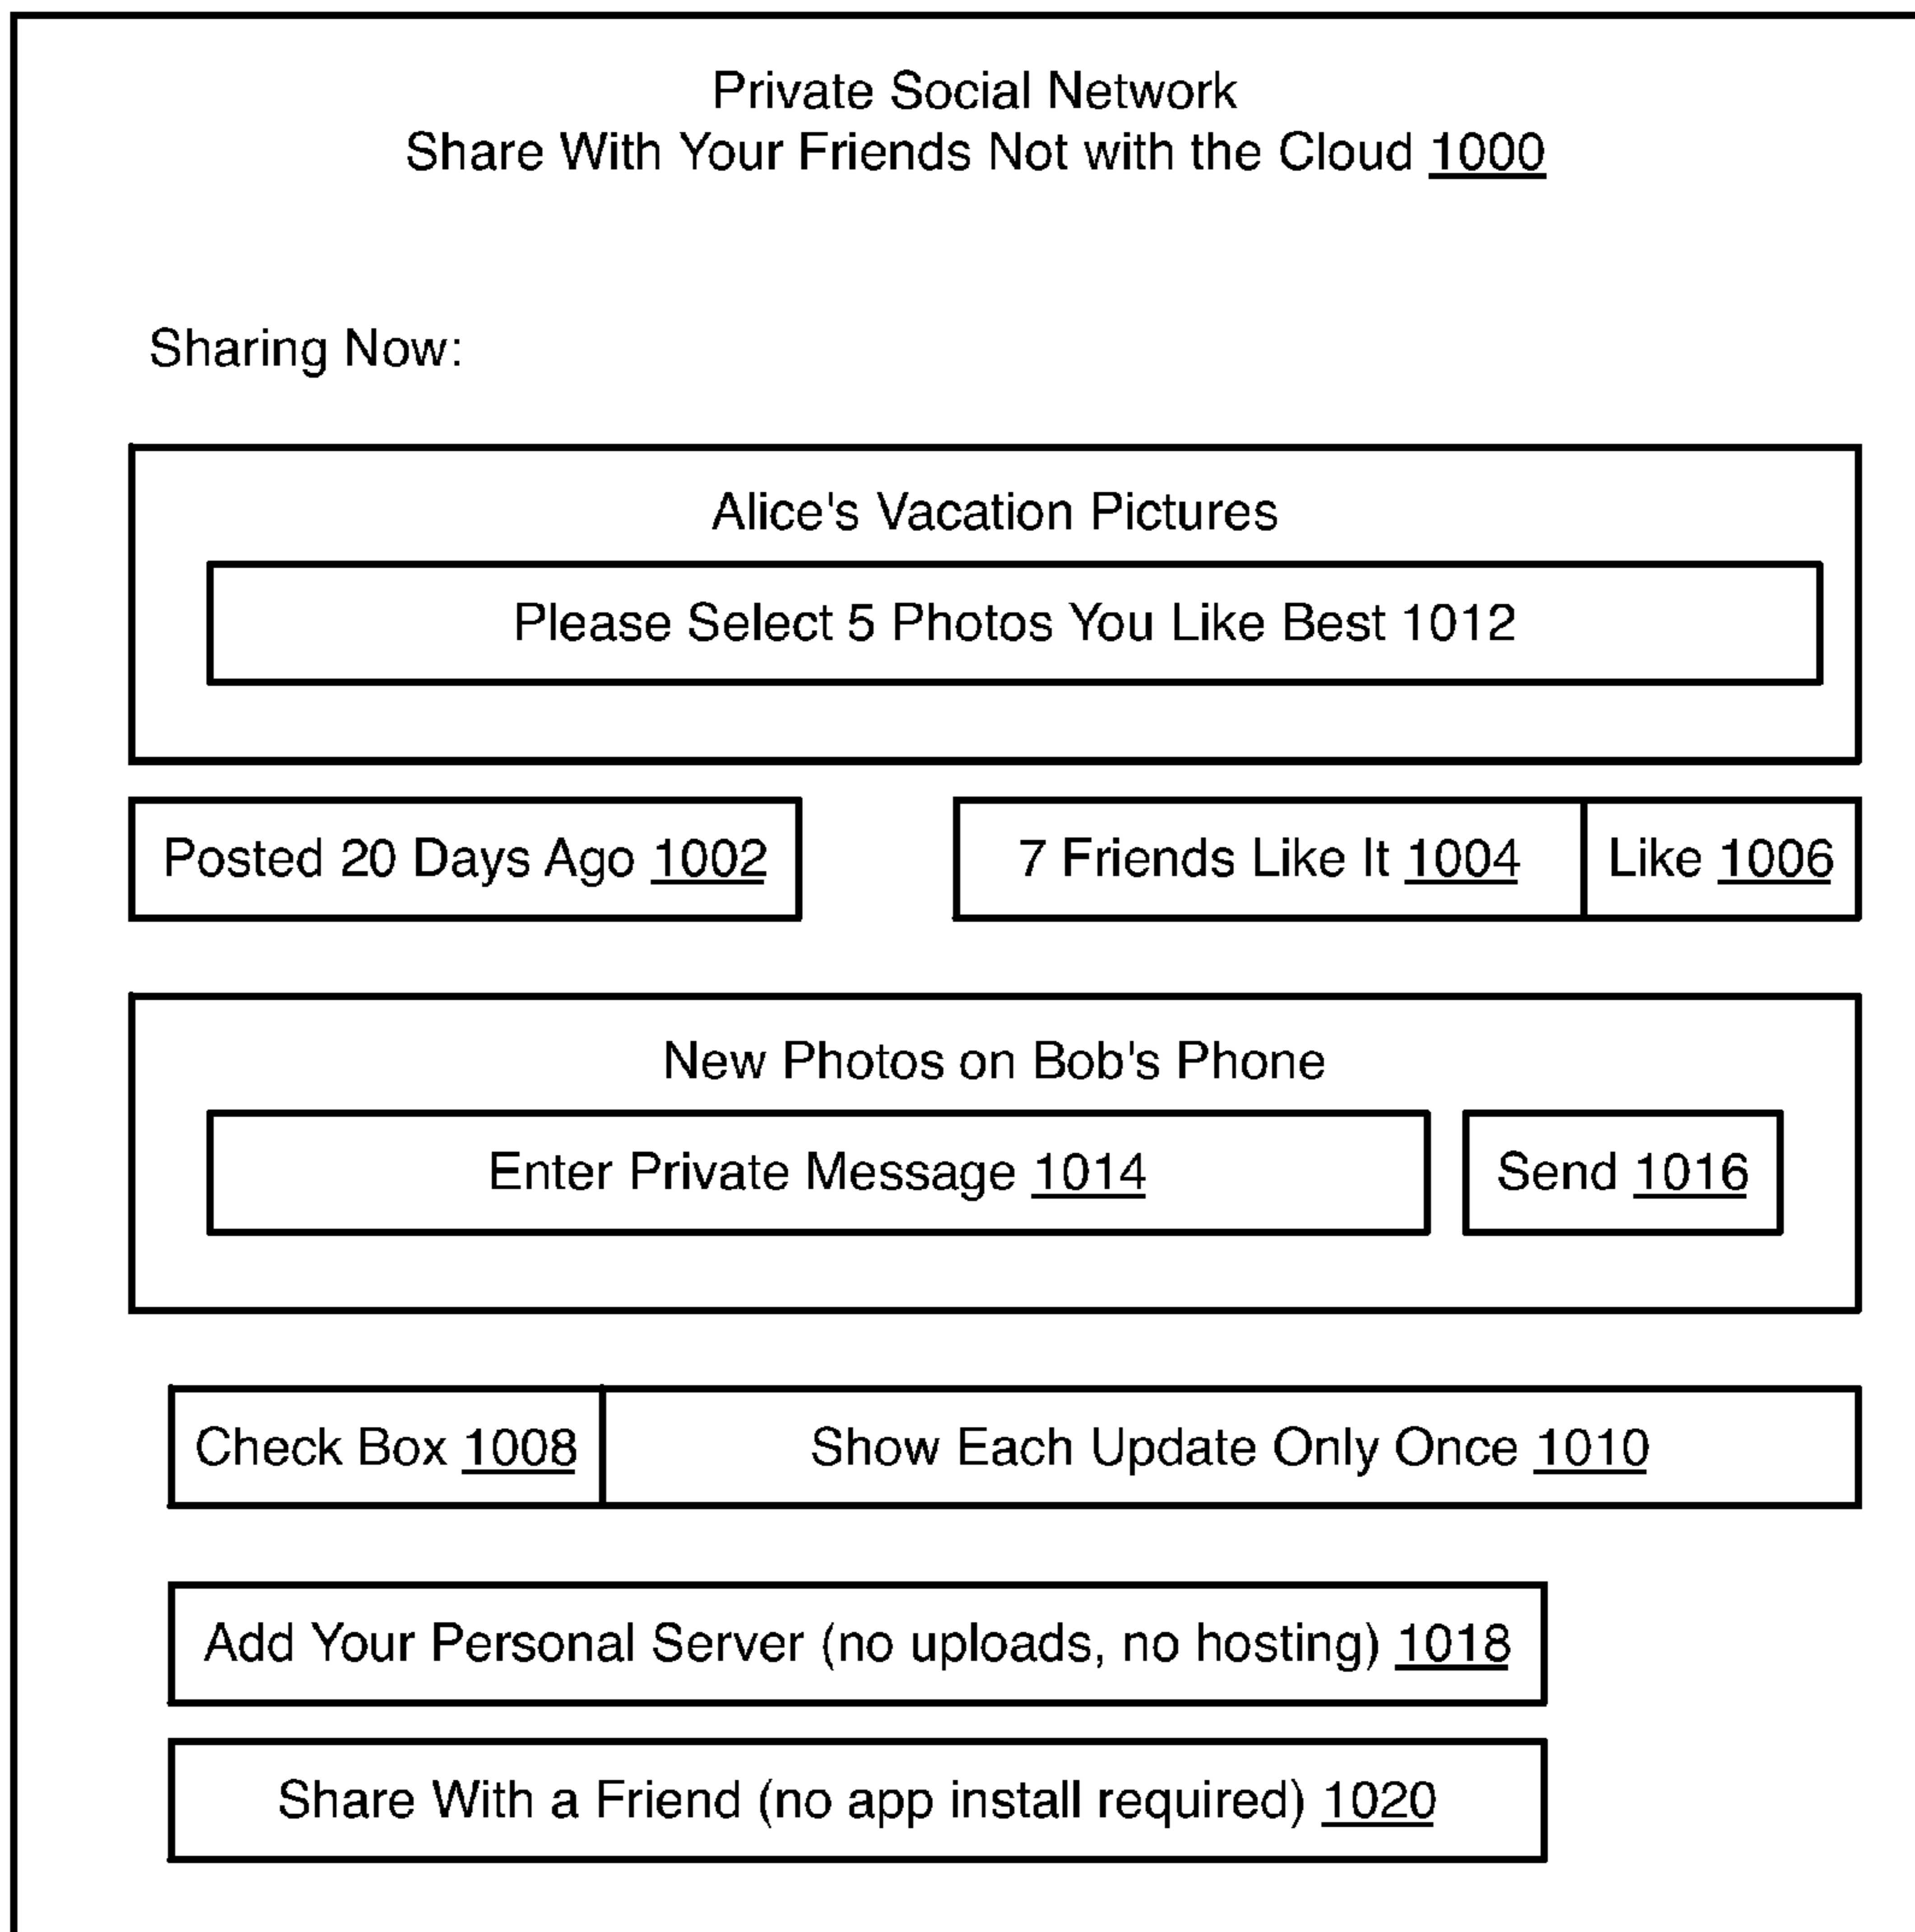 Private Social Network
Share With Your Friends Not with the Cloud 1000
Sharing Now:
Alice's Vacation Pictures
Please Select 5 Photos You Like Best 1012
Posted 20 Days Ago 1002
7 Friends Like It 1004
Like 1006
New Photos on Bob's Phone
Enter Private Message 1014
Send 1016
Check Box 1008
Show Each Update Only Once 1010
Add Your Personal Server (no uploads, no hosting) 1018
Share With a Friend (no app install required) 1020